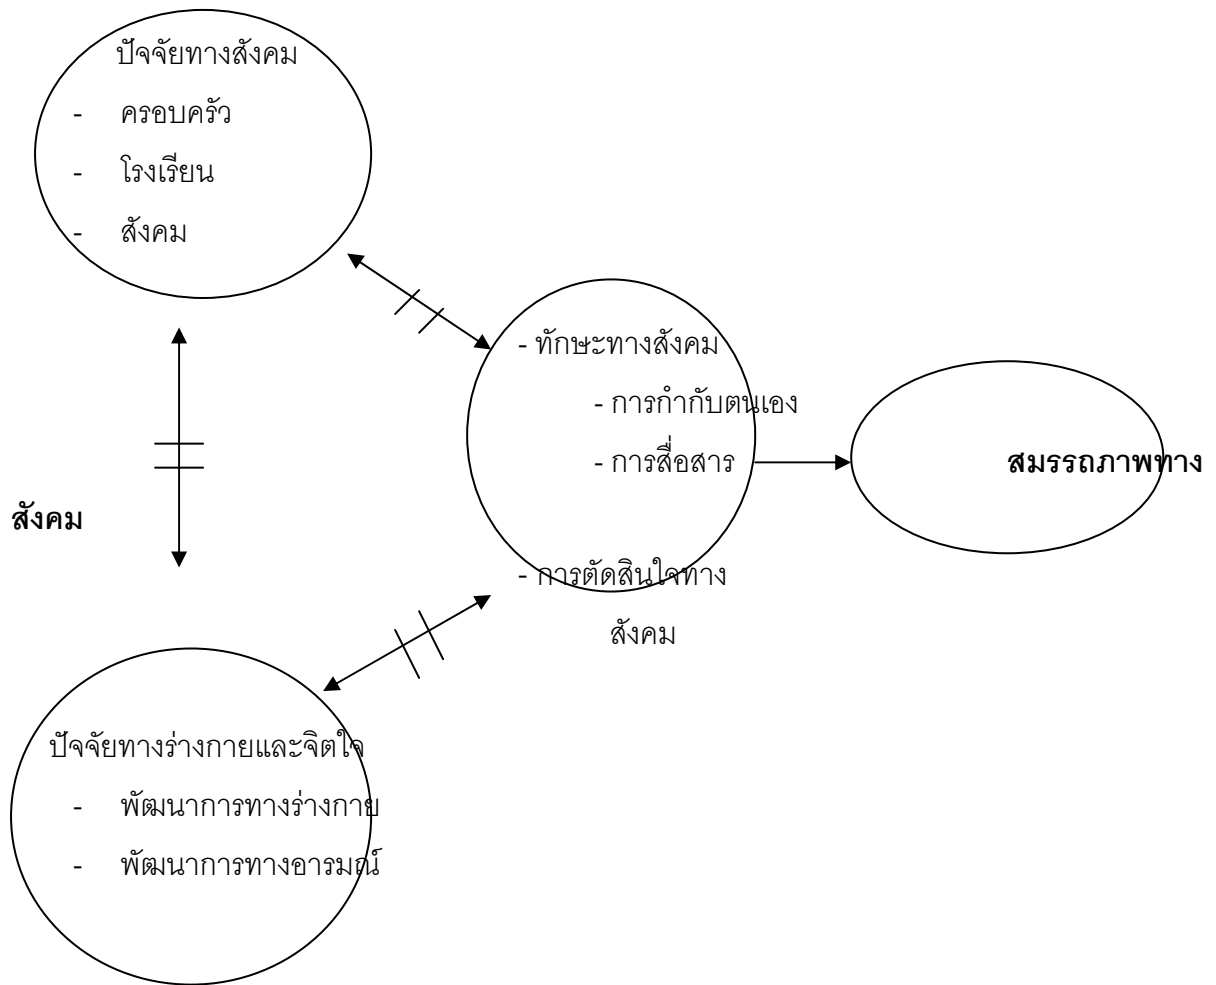 ปัจจัยทางสังคม
- ครอบครัว
- โรงเรียน
- สังคม
- ทักษะทางสังคม
- การกำกับตนเอง
- การสื่อสาร
สมรรถภาพทาง
สังคม
- การตัดสินใจทาง
สังคม
ปัจจัยทางร่างกายและจิตใจ
- พัฒนาการทางร่างกาย
- พัฒนาการทางอารมณ์